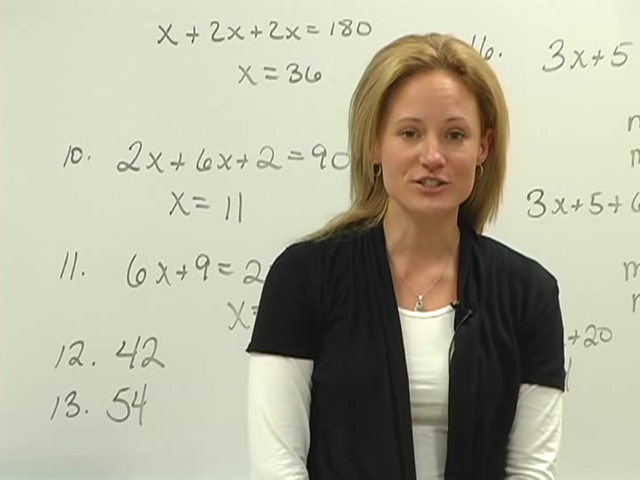 x + 2x + 2x = 180
x = 36
10. 2x + 6x + 2 = 90
x = 11
11. 6x + 9 = 2
x =
12. 42
13. 54
16. 3x + 5
3x + 5 + 6
+ 20